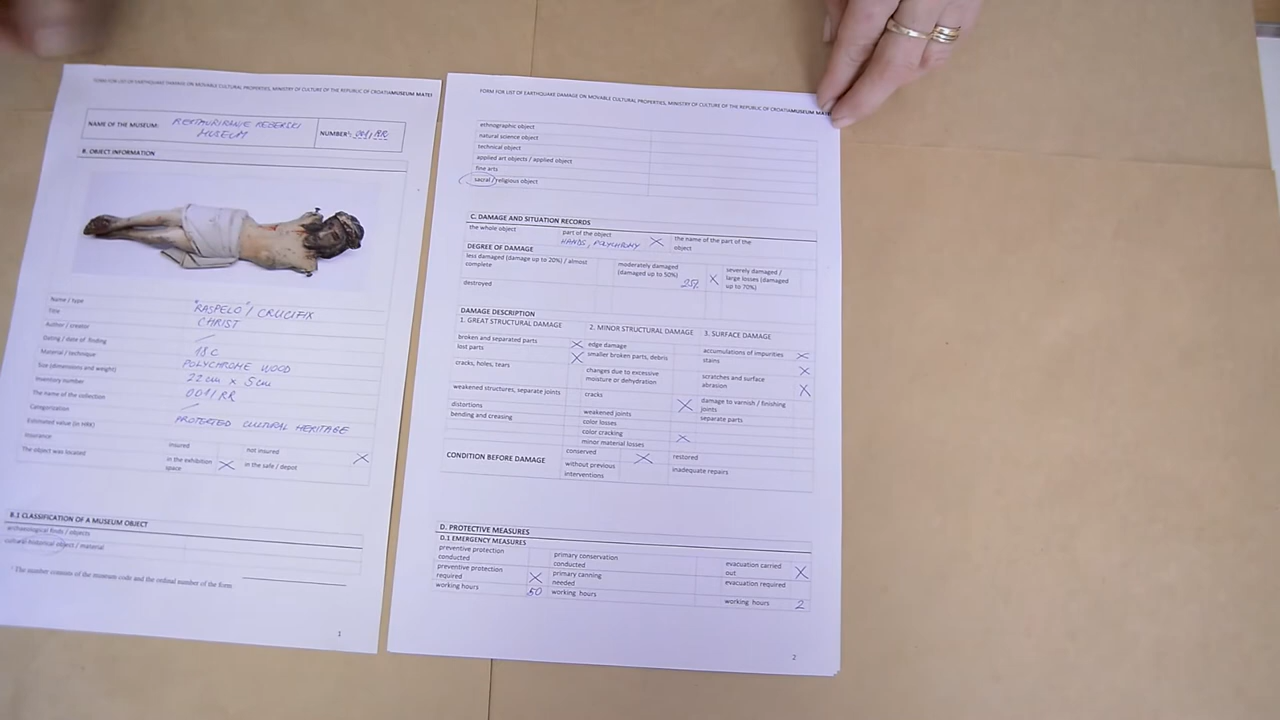 FORM FOR LIST OF EARTHQUAKE DAMAGE ON MOVABLE CULTURAL PROPERTIES, MINISTRY OF CULTURE OF THE REPUBLIC OF CROATIA MUSEUM MATE
NAME OF THE MUSEUM: MUSEUM
NUMBER¹: 001/RR
B. OBJECT INFORMATION
Name / type "RASPELO" / CRUCIFIX
Title CHRIST
Author / creator —
Dating / date of finding 18 C
Material / technique POLYCHROME WOOD
Size (dimensions and weight) 22 cm x 5 cm
Inventory number 001/RR
The name of the collection —
Categorization PROTECTED CULTURAL HERITAGE
Estimated value (in HRK)
Insurance insured not insured X
The object was located in the exhibition space X in the safe / depot
B.1 CLASSIFICATION OF A MUSEUM OBJECT
archaeological finds / objects
cultural-historical object / material
¹ The number consists of the museum code and the ordinal number of the form
1
FORM FOR LIST OF EARTHQUAKE DAMAGE ON MOVABLE CULTURAL PROPERTIES, MINISTRY OF CULTURE OF THE REPUBLIC OF CROATIA MUSEUM MATE
ethnographic object
natural science object
technical object
applied art objects / applied object
fine arts
sacral / religious object
C. DAMAGE AND SITUATION RECORDS
the whole object
part of the object
HANDS, POLYCHROMY X
the name of the part of the object
DEGREE OF DAMAGE
less damaged (damage up to 20%) / almost complete
moderately damaged (damaged up to 50%) 25% X
severely damaged / large losses (damaged up to 70%)
destroyed
DAMAGE DESCRIPTION
1. GREAT STRUCTURAL DAMAGE
2. MINOR STRUCTURAL DAMAGE
3. SURFACE DAMAGE
broken and separated parts X
lost parts X
cracks, holes, tears
weakened structures, separate joints
distortions
bending and creasing
edge damage
smaller broken parts, debris
changes due to excessive moisture or dehydration
cracks X
weakened joints
color losses
color cracking X
minor material losses
accumulations of impurities X
stains X
scratches and surface abrasion X
damage to varnish / finishing joints
separate parts
CONDITION BEFORE DAMAGE
conserved X
restored
without previous interventions
inadequate repairs
D. PROTECTIVE MEASURES
D.1 EMERGENCY MEASURES
preventive protection conducted
primary conservation conducted
evacuation carried out X
preventive protection required X
primary canning needed
evacuation required
working hours 50
working hours
working hours 2
2